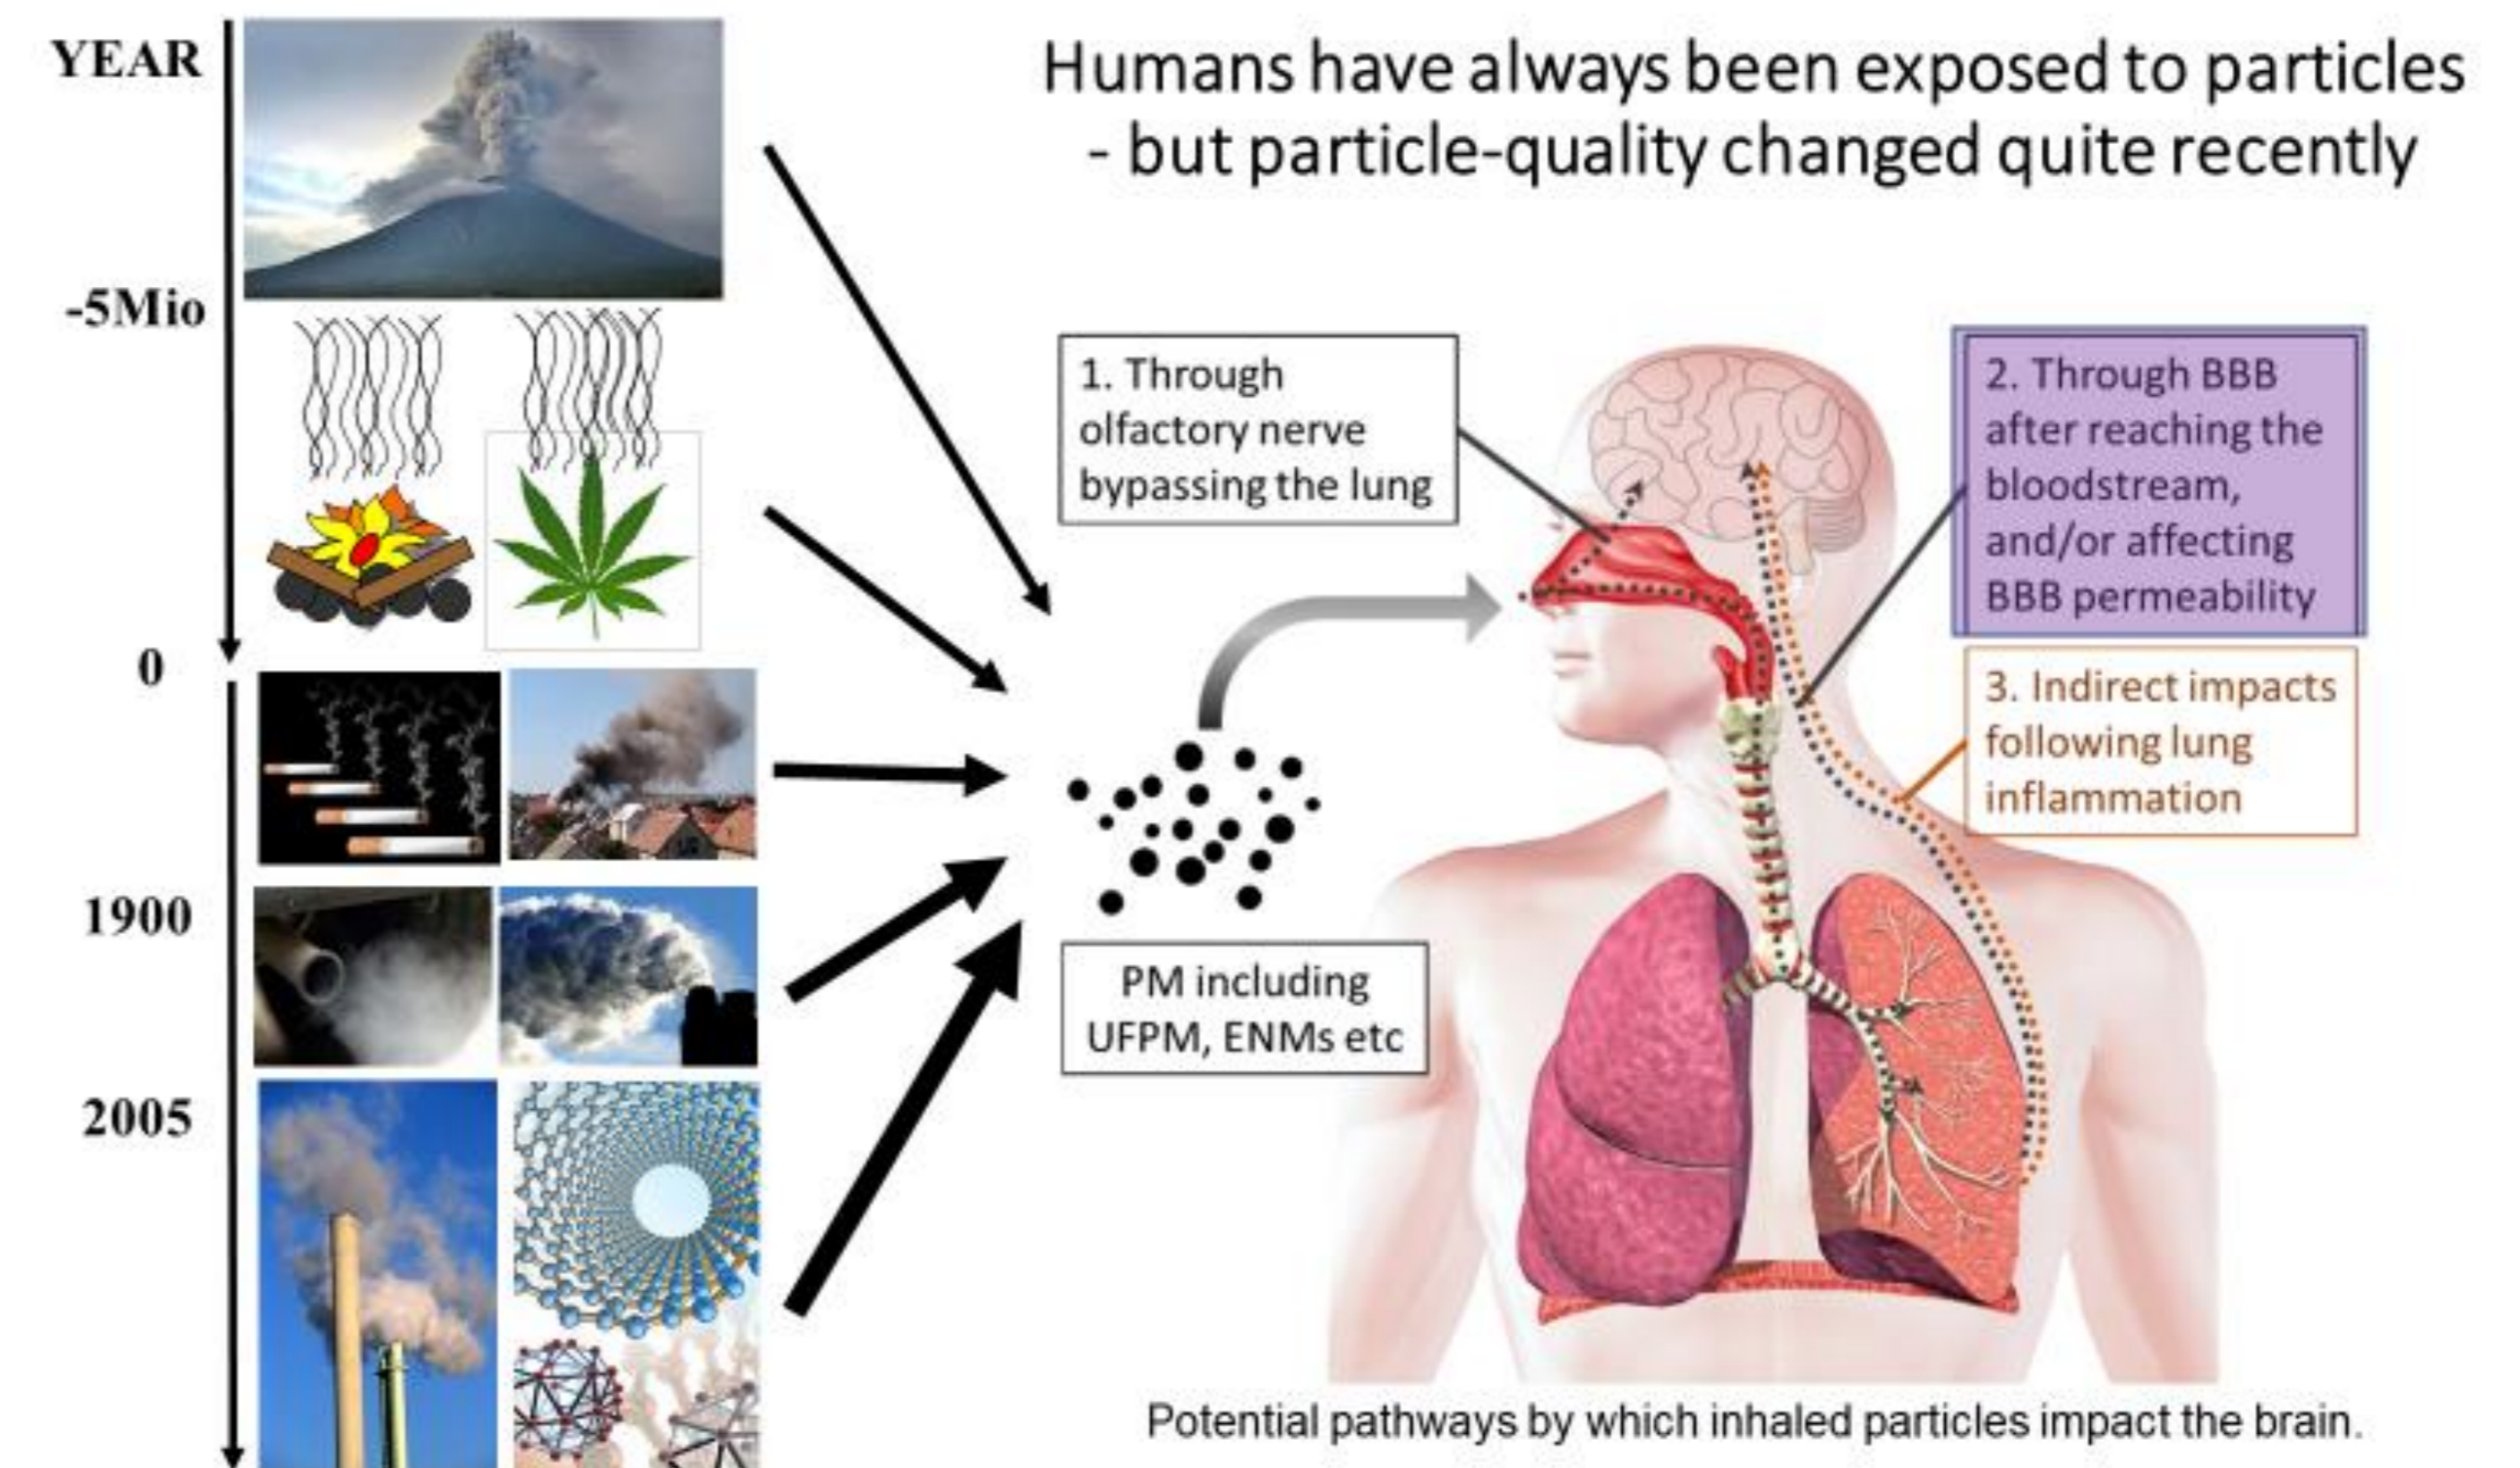 YEAR
-5Mio
0
1900
2005
Humans have always been exposed to particles
- but particle-quality changed quite recently
1. Through
olfactory nerve
bypassing the lung
2. Through BBB
after reaching the
bloodstream,
and/or affecting
BBB permeability
3. Indirect impacts
following lung
inflammation
PM including
UFPM, ENMs etc
Potential pathways by which inhaled particles impact the brain.